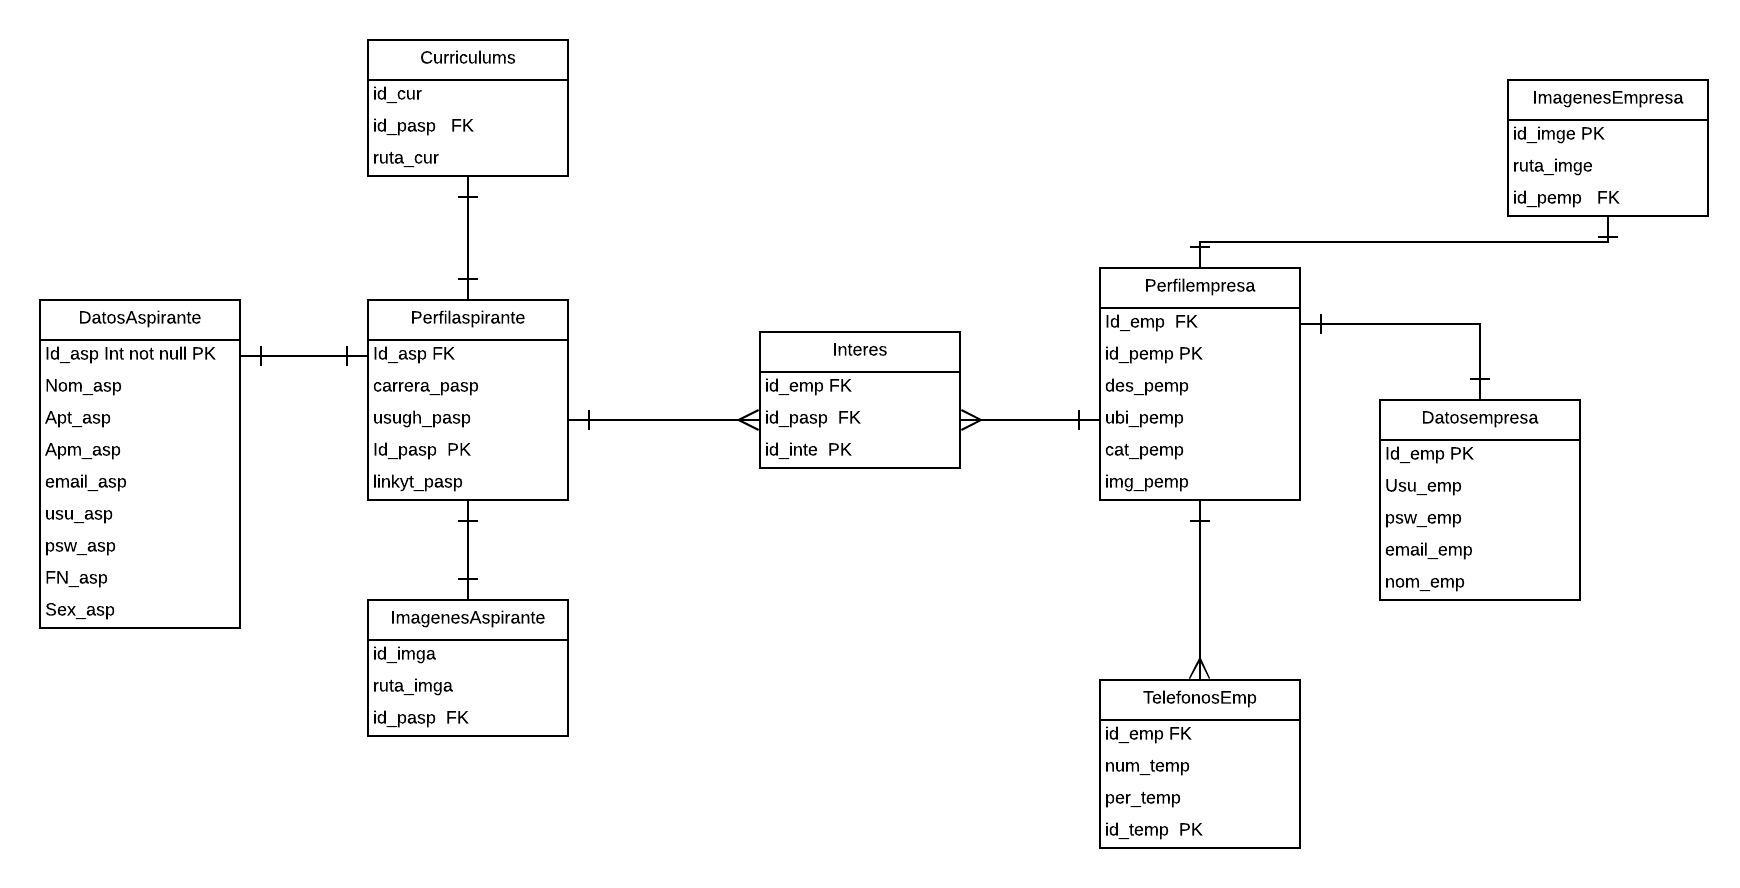 Curriculums
id_cur
id_pasp   FK
ruta_cur
ImagenesEmpresa
id_imge PK
ruta_imge
id_pemp   FK
DatosAspirante
Id_asp Int not null PK
Nom_asp
Apt_asp
Apm_asp
email_asp
usu_asp
psw_asp
FN_asp
Sex_asp
Perfilaspirante
Id_asp FK
carrera_pasp
usugh_pasp
Id_pasp  PK
linkyt_pasp
Interes
id_emp FK
id_pasp  FK
id_inte  PK
Perfilempresa
Id_emp  FK
id_pemp PK
des_pemp
ubi_pemp
cat_pemp
img_pemp
Datosempresa
Id_emp PK
Usu_emp
psw_emp
email_emp
nom_emp
ImagenesAspirante
id_imga
ruta_imga
id_pasp  FK
TelefonosEmp
id_emp FK
num_temp
per_temp
id_temp  PK